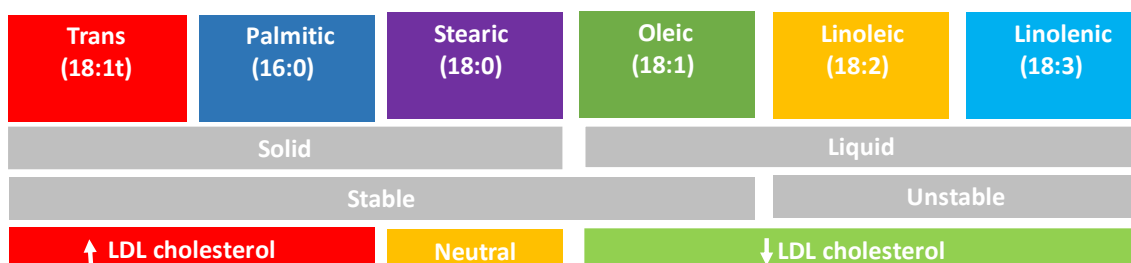 Trans
(18:1t)
Palmitic
(16:0)
Stearic
(18:0)
Oleic
(18:1)
Linoleic
(18:2)
Linolenic
(18:3)
Solid
Liquid
Stable
Unstable
↑ LDL cholesterol
Neutral
↓ LDL cholesterol